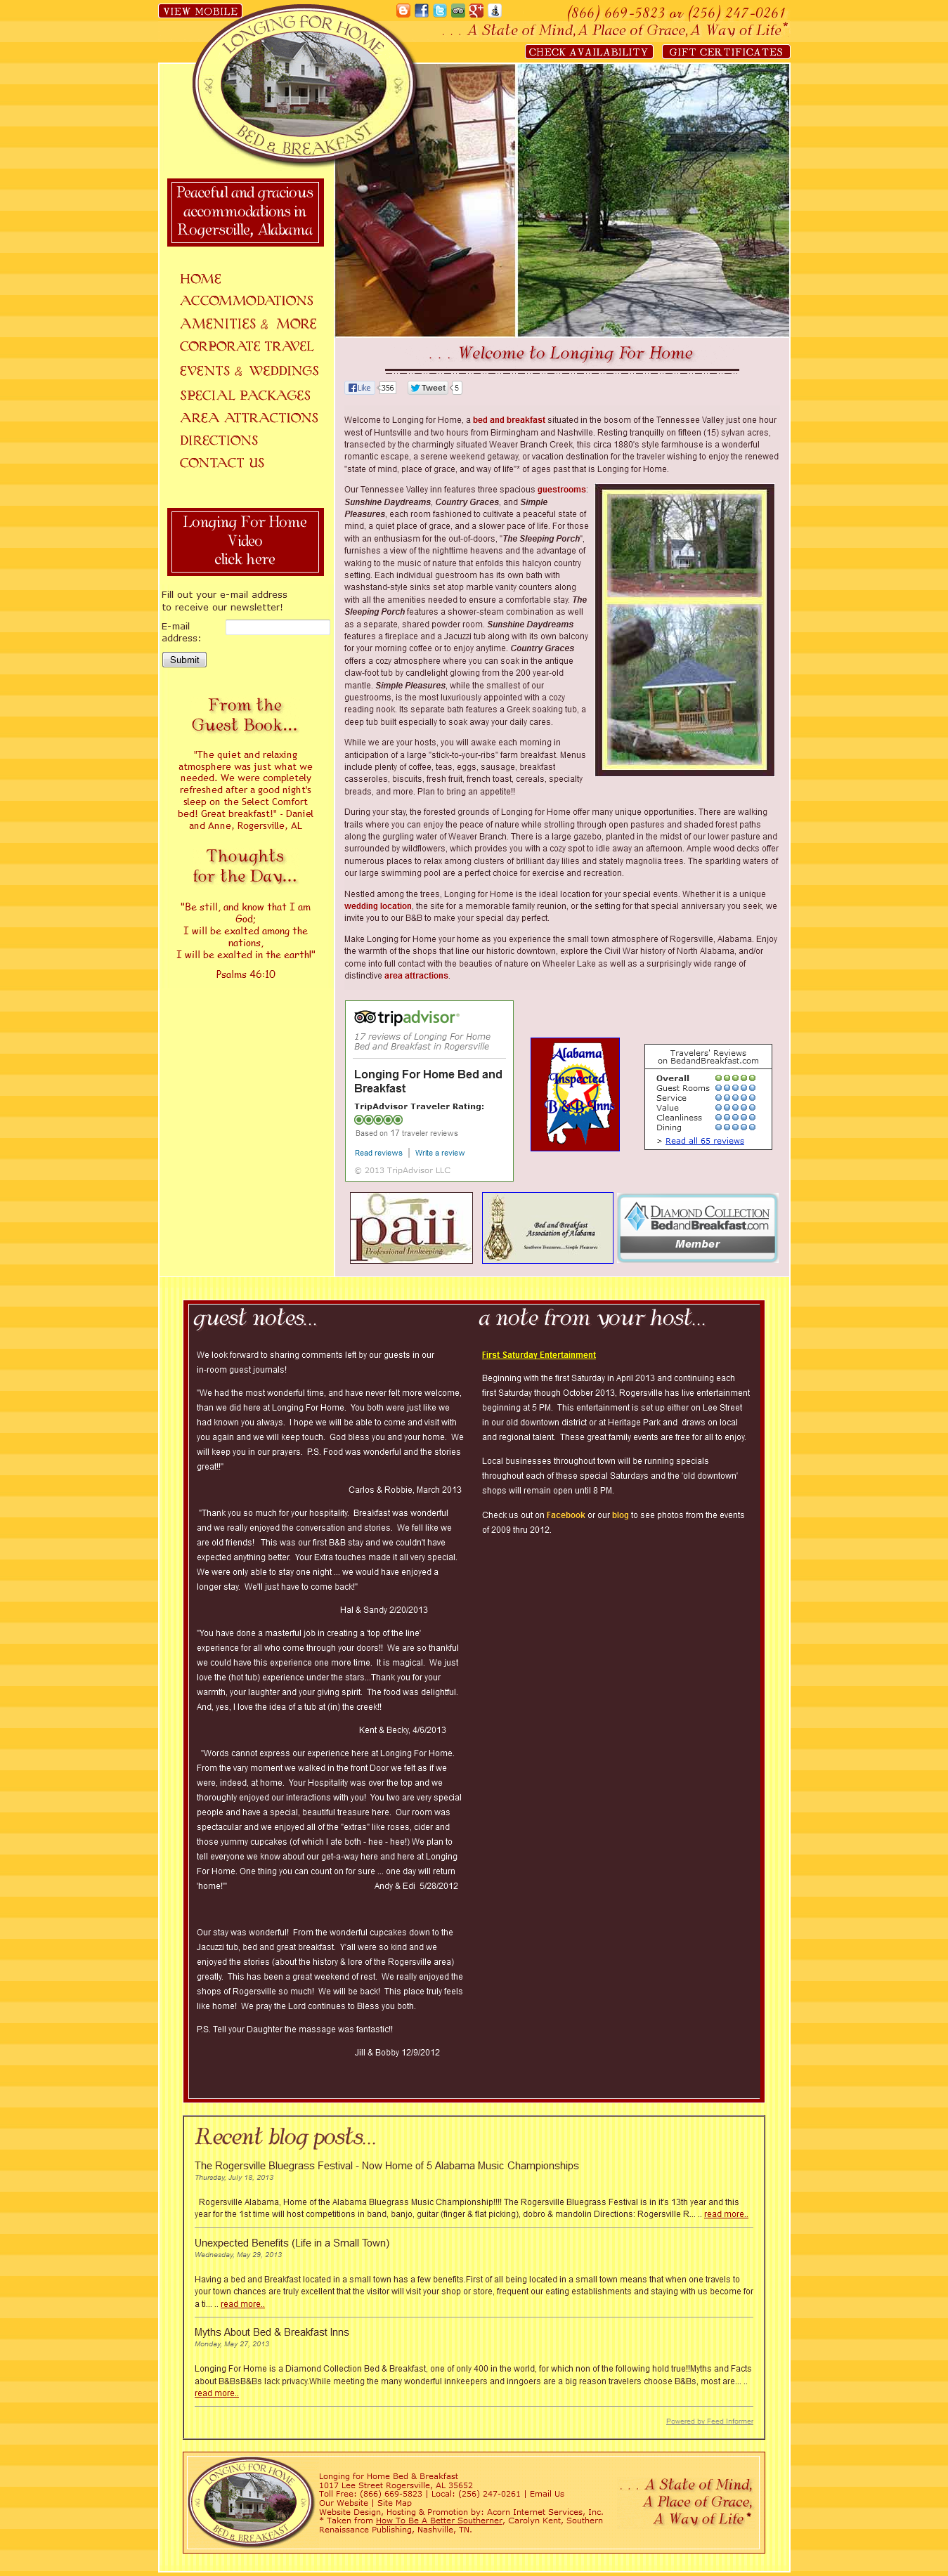 VIEW MOBILE
LONGING FOR HOME
BED & BREAKFAST
(866) 669-5823 or (256) 247-0261
. . . A State of Mind, A Place of Grace, A Way of Life*
CHECK AVAILABILITY
GIFT CERTIFICATES
Peaceful and gracious
accommodations in
Rogersville, Alabama
HOME
ACCOMMODATIONS
AMENITIES & MORE
CORPORATE TRAVEL
EVENTS & WEDDINGS
SPECIAL PACKAGES
AREA ATTRACTIONS
DIRECTIONS
CONTACT US
Longing For Home
Video
click here
Fill out your e-mail address
to receive our newsletter!
E-mail
address:
Submit
From the
Guest Book...
"The quiet and relaxing
atmosphere was just what we
needed. We were completely
refreshed after a good night's
sleep on the Select Comfort
bed! Great breakfast!" - Daniel
and Anne, Rogersville, AL
Thoughts
for the Day...
"Be still, and know that I am
God;
I will be exalted among the
nations,
I will be exalted in the earth!"
Psalms 46:10
. . . Welcome to Longing For Home
Like 356 Tweet 5
Welcome to Longing For Home, a bed and breakfast situated in the bosom of the Tennessee Valley just one hour
west of Huntsville and two hours from Birmingham and Nashville. Resting tranquilly on fifteen (15) sylvan acres,
transected by the charmingly situated Weaver Branch Creek, this circa 1880's style farmhouse is a wonderful
romantic escape, a serene weekend getaway, or vacation destination for the traveler wishing to enjoy the renewed
"state of mind, place of grace, and way of life"* of ages past that is Longing for Home.
Our Tennessee Valley inn features three spacious guestrooms:
Sunshine Daydreams, Country Graces, and Simple
Pleasures, each room fashioned to cultivate a peaceful state of
mind, a quiet place of grace, and a slower pace of life. For those
with an enthusiasm for the out-of-doors, "The Sleeping Porch",
furnishes a view of the nighttime heavens and the advantage of
waking to the music of nature that enfolds this halcyon country
setting. Each individual guestroom has its own bath with
washstand-style sinks set atop marble vanity counters along
with all the amenities needed to ensure a comfortable stay. The
Sleeping Porch features a shower-steam combination as well
as a separate, shared powder room. Sunshine Daydreams
features a fireplace and a Jacuzzi tub along with its own balcony
for your morning coffee or to enjoy anytime. Country Graces
offers a cozy atmosphere where you can soak in the antique
claw-foot tub by candlelight glowing from the 200 year-old
mantle. Simple Pleasures, while the smallest of our
guestrooms, is the most luxuriously appointed with a cozy
reading nook. Its separate bath features a Greek soaking tub, a
deep tub built especially to soak away your daily cares.
While we are your hosts, you will awake each morning in
anticipation of a large "stick-to-your-ribs" farm breakfast. Menus
include plenty of coffee, teas, eggs, sausage, breakfast
casseroles, biscuits, fresh fruit, french toast, cereals, specialty
breads, and more. Plan to bring an appetite!!
During your stay, the forested grounds of Longing for Home offer many unique opportunities. There are walking
trails where you can enjoy the peace of nature while strolling through open pastures and shaded forest paths
along the gurgling water of Weaver Branch. There is a large gazebo, planted in the midst of our lower pasture and
surrounded by wildflowers, which provides you with a cozy spot to idle away an afternoon. Ample wood decks offer
numerous places to relax among clusters of brilliant day lilies and stately magnolia trees. The sparkling waters of
our large swimming pool are a perfect choice for exercise and recreation.
Nestled among the trees, Longing for Home is the ideal location for your special events. Whether it is a unique
wedding location, the site for a memorable family reunion, or the setting for that special anniversary you seek, we
invite you to our B&B to make your special day perfect.
Make Longing for Home your home as you experience the small town atmosphere of Rogersville, Alabama. Enjoy
the warmth of the shops that line our historic downtown, explore the Civil War history of North Alabama, and/or
come into full contact with the beauties of nature on Wheeler Lake as well as a surprisingly wide range of
distinctive area attractions.
tripadvisor
17 reviews of Longing For Home
Bed and Breakfast in Rogersville
Longing For Home Bed and
Breakfast
TripAdvisor Traveler Rating:
Based on 17 traveler reviews
Read reviews | Write a review
© 2013 TripAdvisor LLC
Alabama
Inspected
B & B Inns
Travelers' Reviews
on BedandBreakfast.com
Overall
Guest Rooms
Service
Value
Cleanliness
Dining
> Read all 65 reviews
paii
Professional Innkeeping...
Bed and Breakfast
Association of Alabama
Southern Treasures...Simple Pleasures
DIAMOND COLLECTION
BedandBreakfast.com
Member
guest notes...
We look forward to sharing comments left by our guests in our
in-room guest journals!
"We had the most wonderful time, and have never felt more welcome,
than we did here at Longing For Home. You both were just like we
had known you always. I hope we will be able to come and visit with
you again and we will keep touch. God bless you and your home. We
will keep you in our prayers. P.S. Food was wonderful and the stories
great!!"
Carlos & Robbie, March 2013
"Thank you so much for your hospitality. Breakfast was wonderful
and we really enjoyed the conversation and stories. We fell like we
are old friends! This was our first B&B stay and we couldn't have
expected anything better. Your Extra touches made it all very special.
We were only able to stay one night ... we would have enjoyed a
longer stay. We'll just have to come back!"
Hal & Sandy 2/20/2013
"You have done a masterful job in creating a 'top of the line'
experience for all who come through your doors!! We are so thankful
we could have this experience one more time. It is magical. We just
love the (hot tub) experience under the stars...Thank you for your
warmth, your laughter and your giving spirit. The food was delightful.
And, yes, I love the idea of a tub at (in) the creek!!
Kent & Becky, 4/6/2013
"Words cannot express our experience here at Longing For Home.
From the vary moment we walked in the front Door we felt as if we
were, indeed, at home. Your Hospitality was over the top and we
thoroughly enjoyed our interactions with you! You two are very special
people and have a special, beautiful treasure here. Our room was
spectacular and we enjoyed all of the "extras" like roses, cider and
those yummy cupcakes (of which I ate both - hee - hee!) We plan to
tell everyone we know about our get-a-way here and here at Longing
For Home. One thing you can count on for sure ... one day will return
'home!'" Andy & Edi 5/28/2012
Our stay was wonderful! From the wonderful cupcakes down to the
Jacuzzi tub, bed and great breakfast. Y'all were so kind and we
enjoyed the stories (about the history & lore of the Rogersville area)
greatly. This has been a great weekend of rest. We really enjoyed the
shops of Rogersville so much! We will be back! This place truly feels
like home! We pray the Lord continues to Bless you both.
P.S. Tell your Daughter the massage was fantastic!!
Jill & Bobby 12/9/2012
a note from your host...
First Saturday Entertainment
Beginning with the first Saturday in April 2013 and continuing each
first Saturday though October 2013, Rogersville has live entertainment
beginning at 5 PM. This entertainment is set up either on Lee Street
in our old downtown district or at Heritage Park and draws on local
and regional talent. These great family events are free for all to enjoy.
Local businesses throughout town will be running specials
throughout each of these special Saturdays and the 'old downtown'
shops will remain open until 8 PM.
Check us out on Facebook or our blog to see photos from the events
of 2009 thru 2012.
Recent blog posts...
The Rogersville Bluegrass Festival - Now Home of 5 Alabama Music Championships
Thursday, July 18, 2013
Rogersville Alabama, Home of the Alabama Bluegrass Music Championship!!!! The Rogersville Bluegrass Festival is in it's 13th year and this
year for the 1st time will host competitions in band, banjo, guitar (finger & flat picking), dobro & mandolin Directions: Rogersville R... .. read more..
Unexpected Benefits (Life in a Small Town)
Wednesday, May 29, 2013
Having a bed and Breakfast located in a small town has a few benefits.First of all being located in a small town means that when one travels to
your town chances are truly excellent that the visitor will visit your shop or store, frequent our eating establishments and staying with us become for
a ti... .. read more..
Myths About Bed & Breakfast Inns
Monday, May 27, 2013
Longing For Home is a Diamond Collection Bed & Breakfast, one of only 400 in the world, for which non of the following hold true!!Myths and Facts
about B&BsB&Bs lack privacy.While meeting the many wonderful innkeepers and inngoers are a big reason travelers choose B&Bs, most are... ..
read more..
Powered by Feed Informer
LONGING FOR HOME
BED & BREAKFAST
Longing for Home Bed & Breakfast
1017 Lee Street Rogersville, AL 35652
Toll Free: (866) 669-5823 | Local: (256) 247-0261 | Email Us
Our Website | Site Map
Website Design, Hosting & Promotion by: Acorn Internet Services, Inc.
* Taken from How To Be A Better Southerner, Carolyn Kent, Southern
Renaissance Publishing, Nashville, TN.
. . . A State of Mind,
A Place of Grace,
A Way of Life*